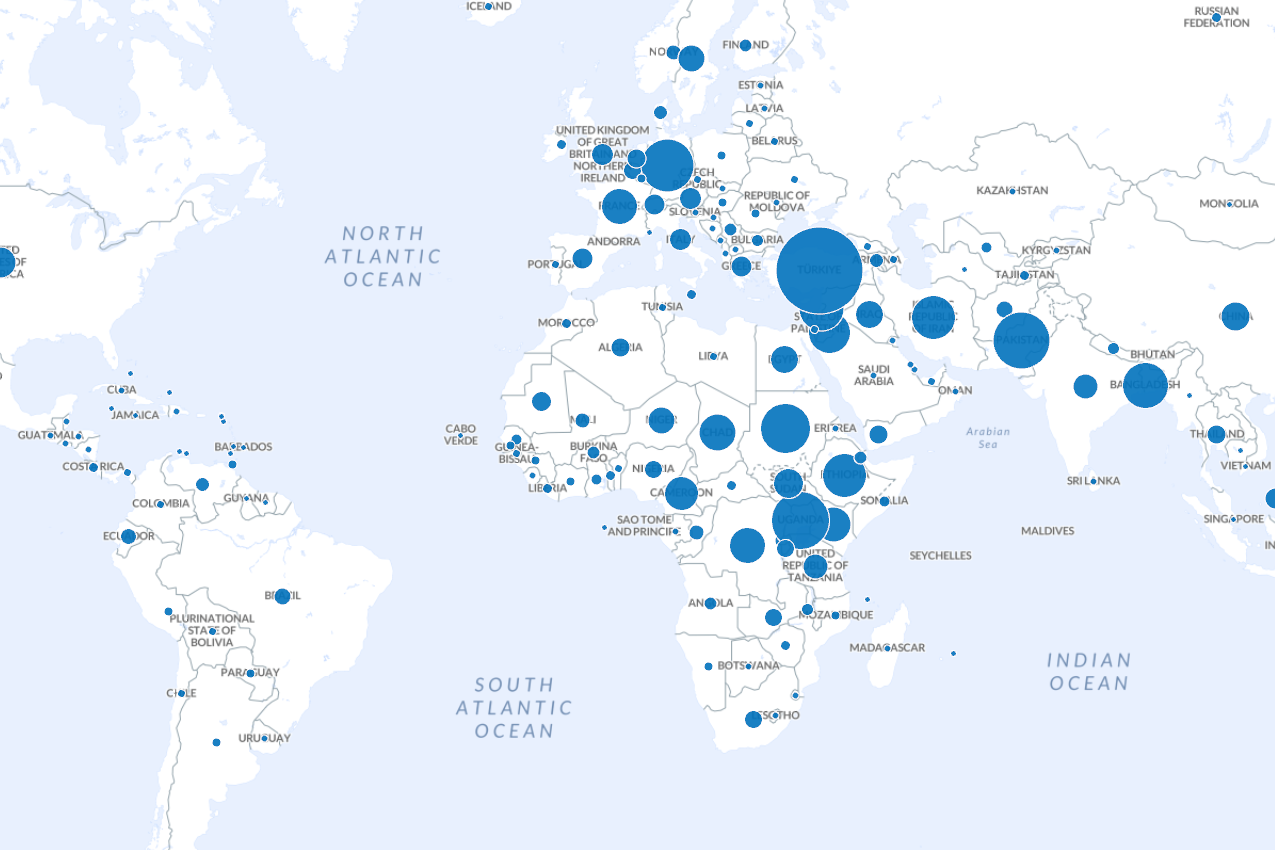 ICELAND
RUSSIAN
FEDERATION
FINLAND
ESTONIA
LATVIA
UNITED KINGDOM
OF GREAT
BRITAIN AND
NORTHERN
IRELAND
BELARUS
CZECH
REPUBLIC
REPUBLIC OF
MOLDOVA
KAZAKHSTAN
MONGOLIA
FRANCE
SLOVENIA
NORTH
ATLANTIC
OCEAN
ANDORRA
ITALY
BULGARIA
KYRGYZSTAN
PORTUGAL
GREECE
TÜRKIYE
ARMENIA
TAJIKISTAN
TUNISIA
MOROCCO
STATE OF
IRAQ
ISLAMIC
REPUBLIC
OF IRAN
CHINA
PAKISTAN
ALGERIA
LIBYA
EGYPT
SAUDI
ARABIA
BHUTAN
BANGLADESH
OMAN
CUBA
JAMAICA
GUATEMALA
BARBADOS
COSTA RICA
CABO
VERDE
MALI
NIGER
CHAD
ERITREA
Arabian
Sea
THAILAND
GUINEA-
BISSAU
BURKINA
FASO
NIGERIA
VIETNAM
COLOMBIA
GUYANA
LIBERIA
CAMEROON
SOUTH
SUDAN
ETHIOPIA
SOMALIA
SRI LANKA
ECUADOR
SAO TOME
AND PRINCIPE
UGANDA
MALDIVES
SINGAPORE
SEYCHELLES
UNITED
REPUBLIC OF
TANZANIA
BRAZIL
ANGOLA
MOZAMBIQUE
PLURINATIONAL
STATE OF
BOLIVIA
MADAGASCAR
PARAGUAY
BOTSWANA
INDIAN
OCEAN
CHILE
SOUTH
ATLANTIC
OCEAN
LESOTHO
URUGUAY